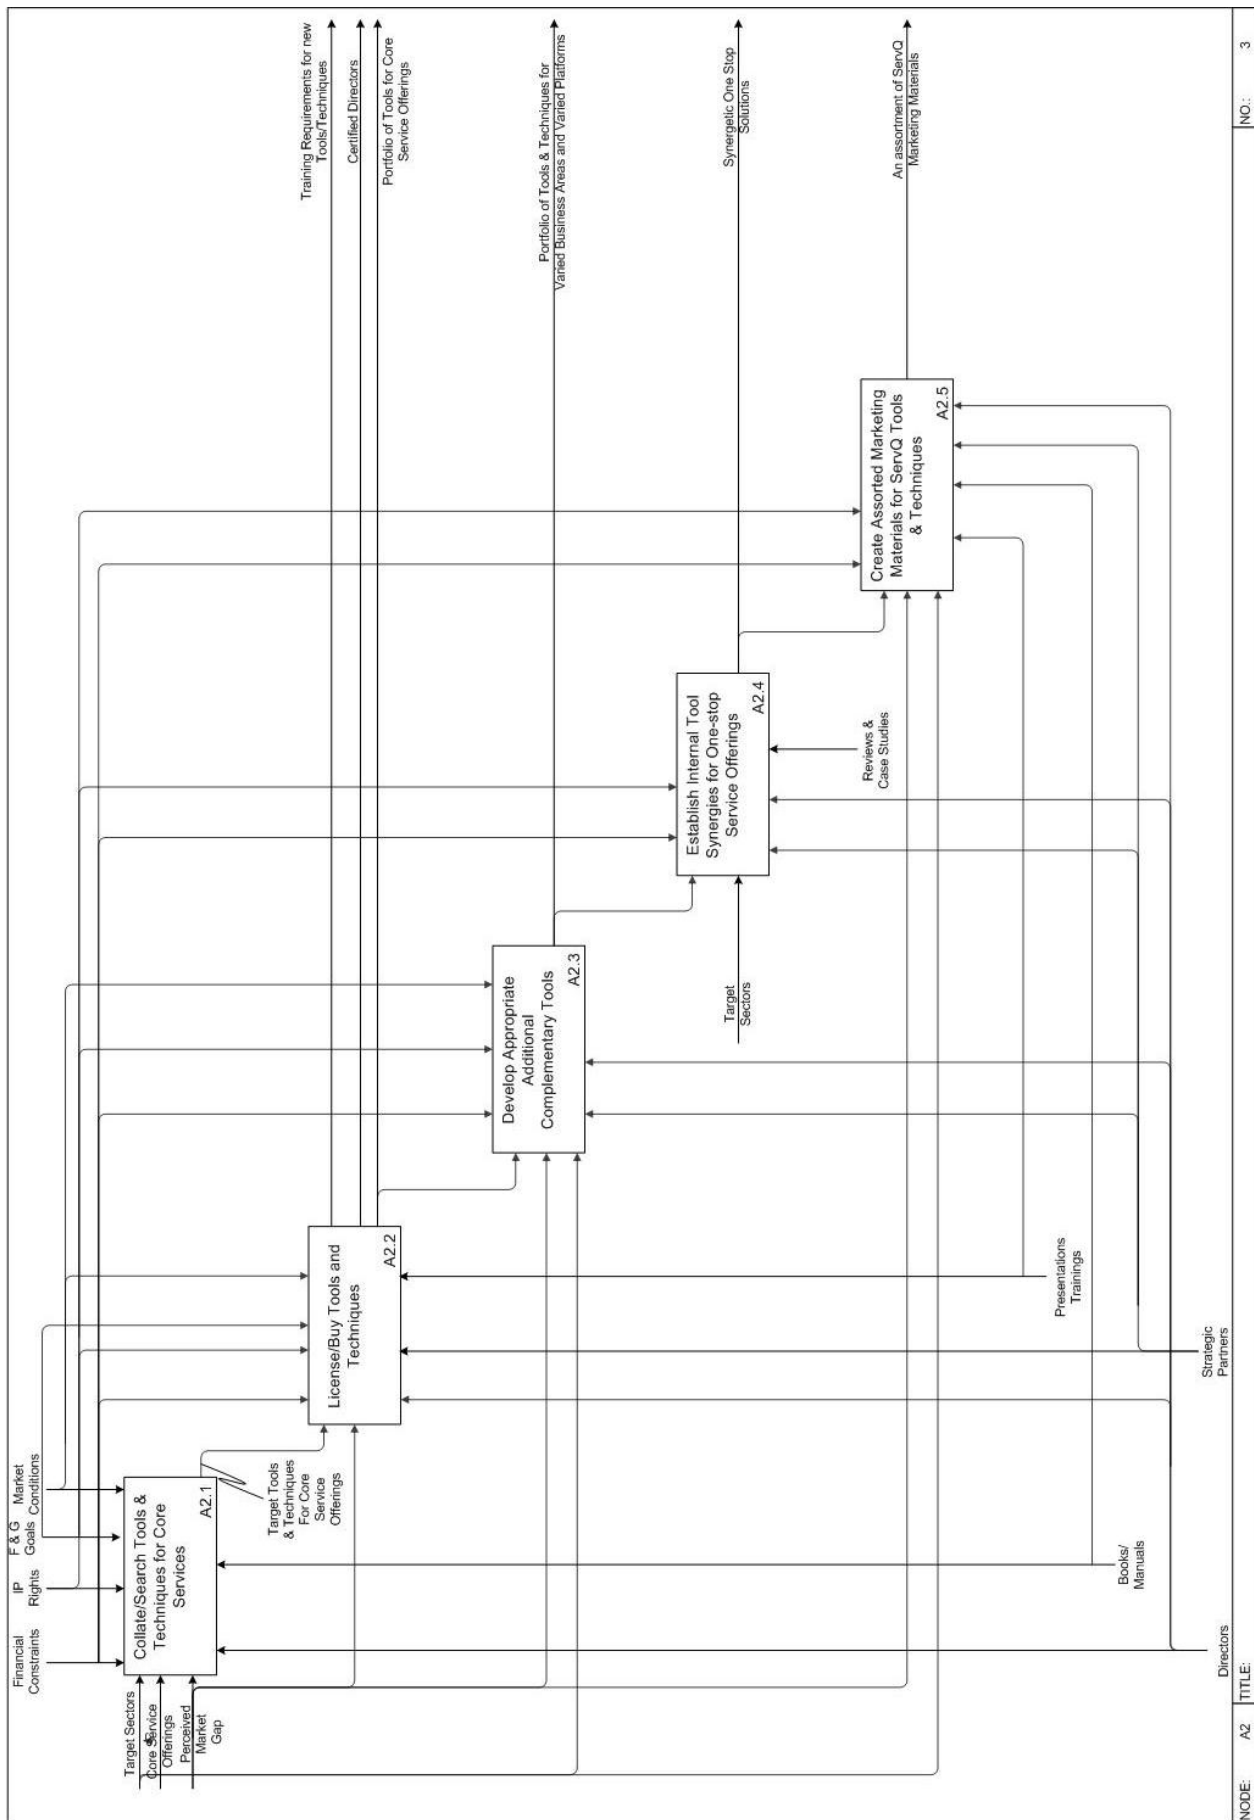 Financial
Constraints
IP
Rights
F & G
Goals
Market
Conditions
Training Requirements for new
Tools/Techniques
Certified Directors
Portfolio of Tools for Core
Service Offerings
Portfolio of Tools & Techniques for
Varied Business Areas and Varied Platforms
Synergetic One Stop
Solutions
An assortment of ServQ
Marketing Materials
Target Sectors
Core Service
Offerings
Perceived
Market
Gap
Collate/Search Tools &
Techniques for Core
Services
A2.1
Target Tools
& Techniques
For Core
Service
Offerings
License/Buy Tools and
Techniques
A2.2
Develop Appropriate
Additional
Complementary Tools
A2.3
Target
Sectors
Establish Internal Tool
Synergies for One-stop
Service Offerings
A2.4
Reviews &
Case Studies
Create Assorted Marketing
Materials for ServQ Tools
& Techniques
A2.5
Books/
Manuals
Presentations
Trainings
Directors
Strategic
Partners
NODE:
A2
TITLE:
NO.:
3